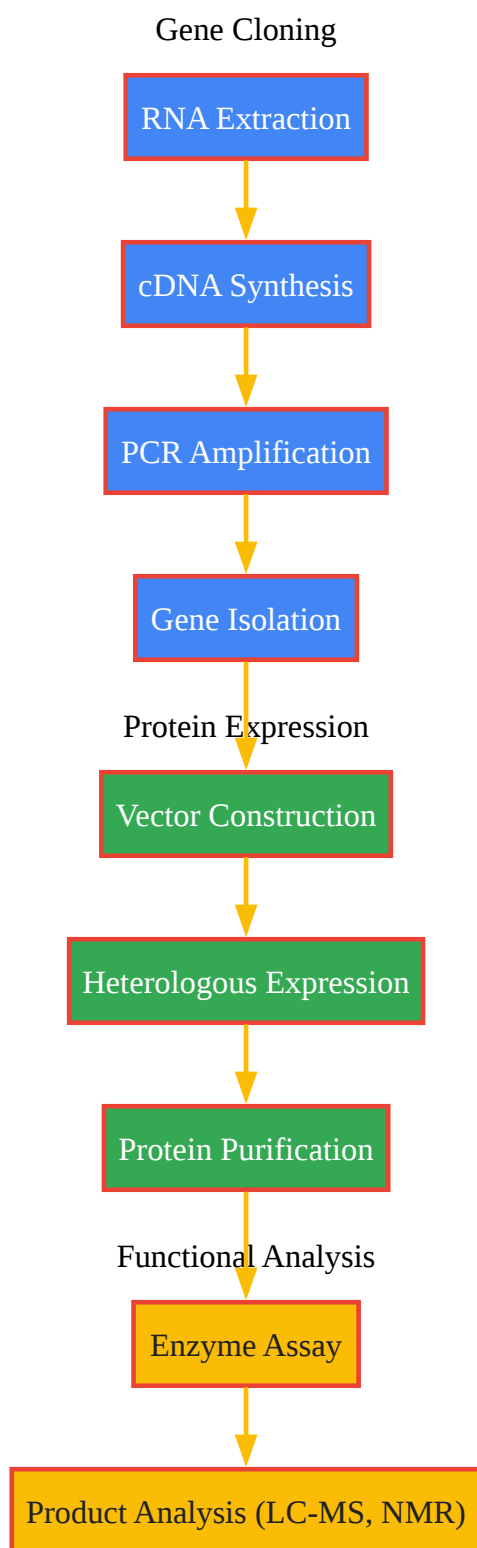 Gene Cloning
RNA Extraction
cDNA Synthesis
PCR Amplification
Gene Isolation
Protein Expression
Vector Construction
Heterologous Expression
Protein Purification
Functional Analysis
Enzyme Assay
Product Analysis (LC-MS, NMR)